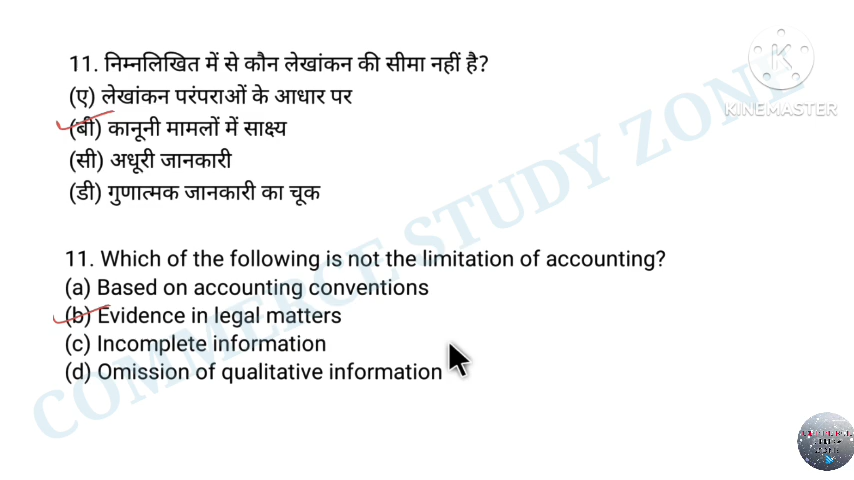 11. निम्नलिखित में से कौन लेखांकन की सीमा नहीं है?
(ए) लेखांकन परंपराओं के आधार पर
(बी) कानूनी मामलों में साक्ष्य
(सी) अधूरी जानकारी
(डी) गुणात्मक जानकारी का चूक
11. Which of the following is not the limitation of accounting?
(a) Based on accounting conventions
(b) Evidence in legal matters
(c) Incomplete information
(d) Omission of qualitative information
COMMERCE STUDY ZONE
K
KINEMASTER